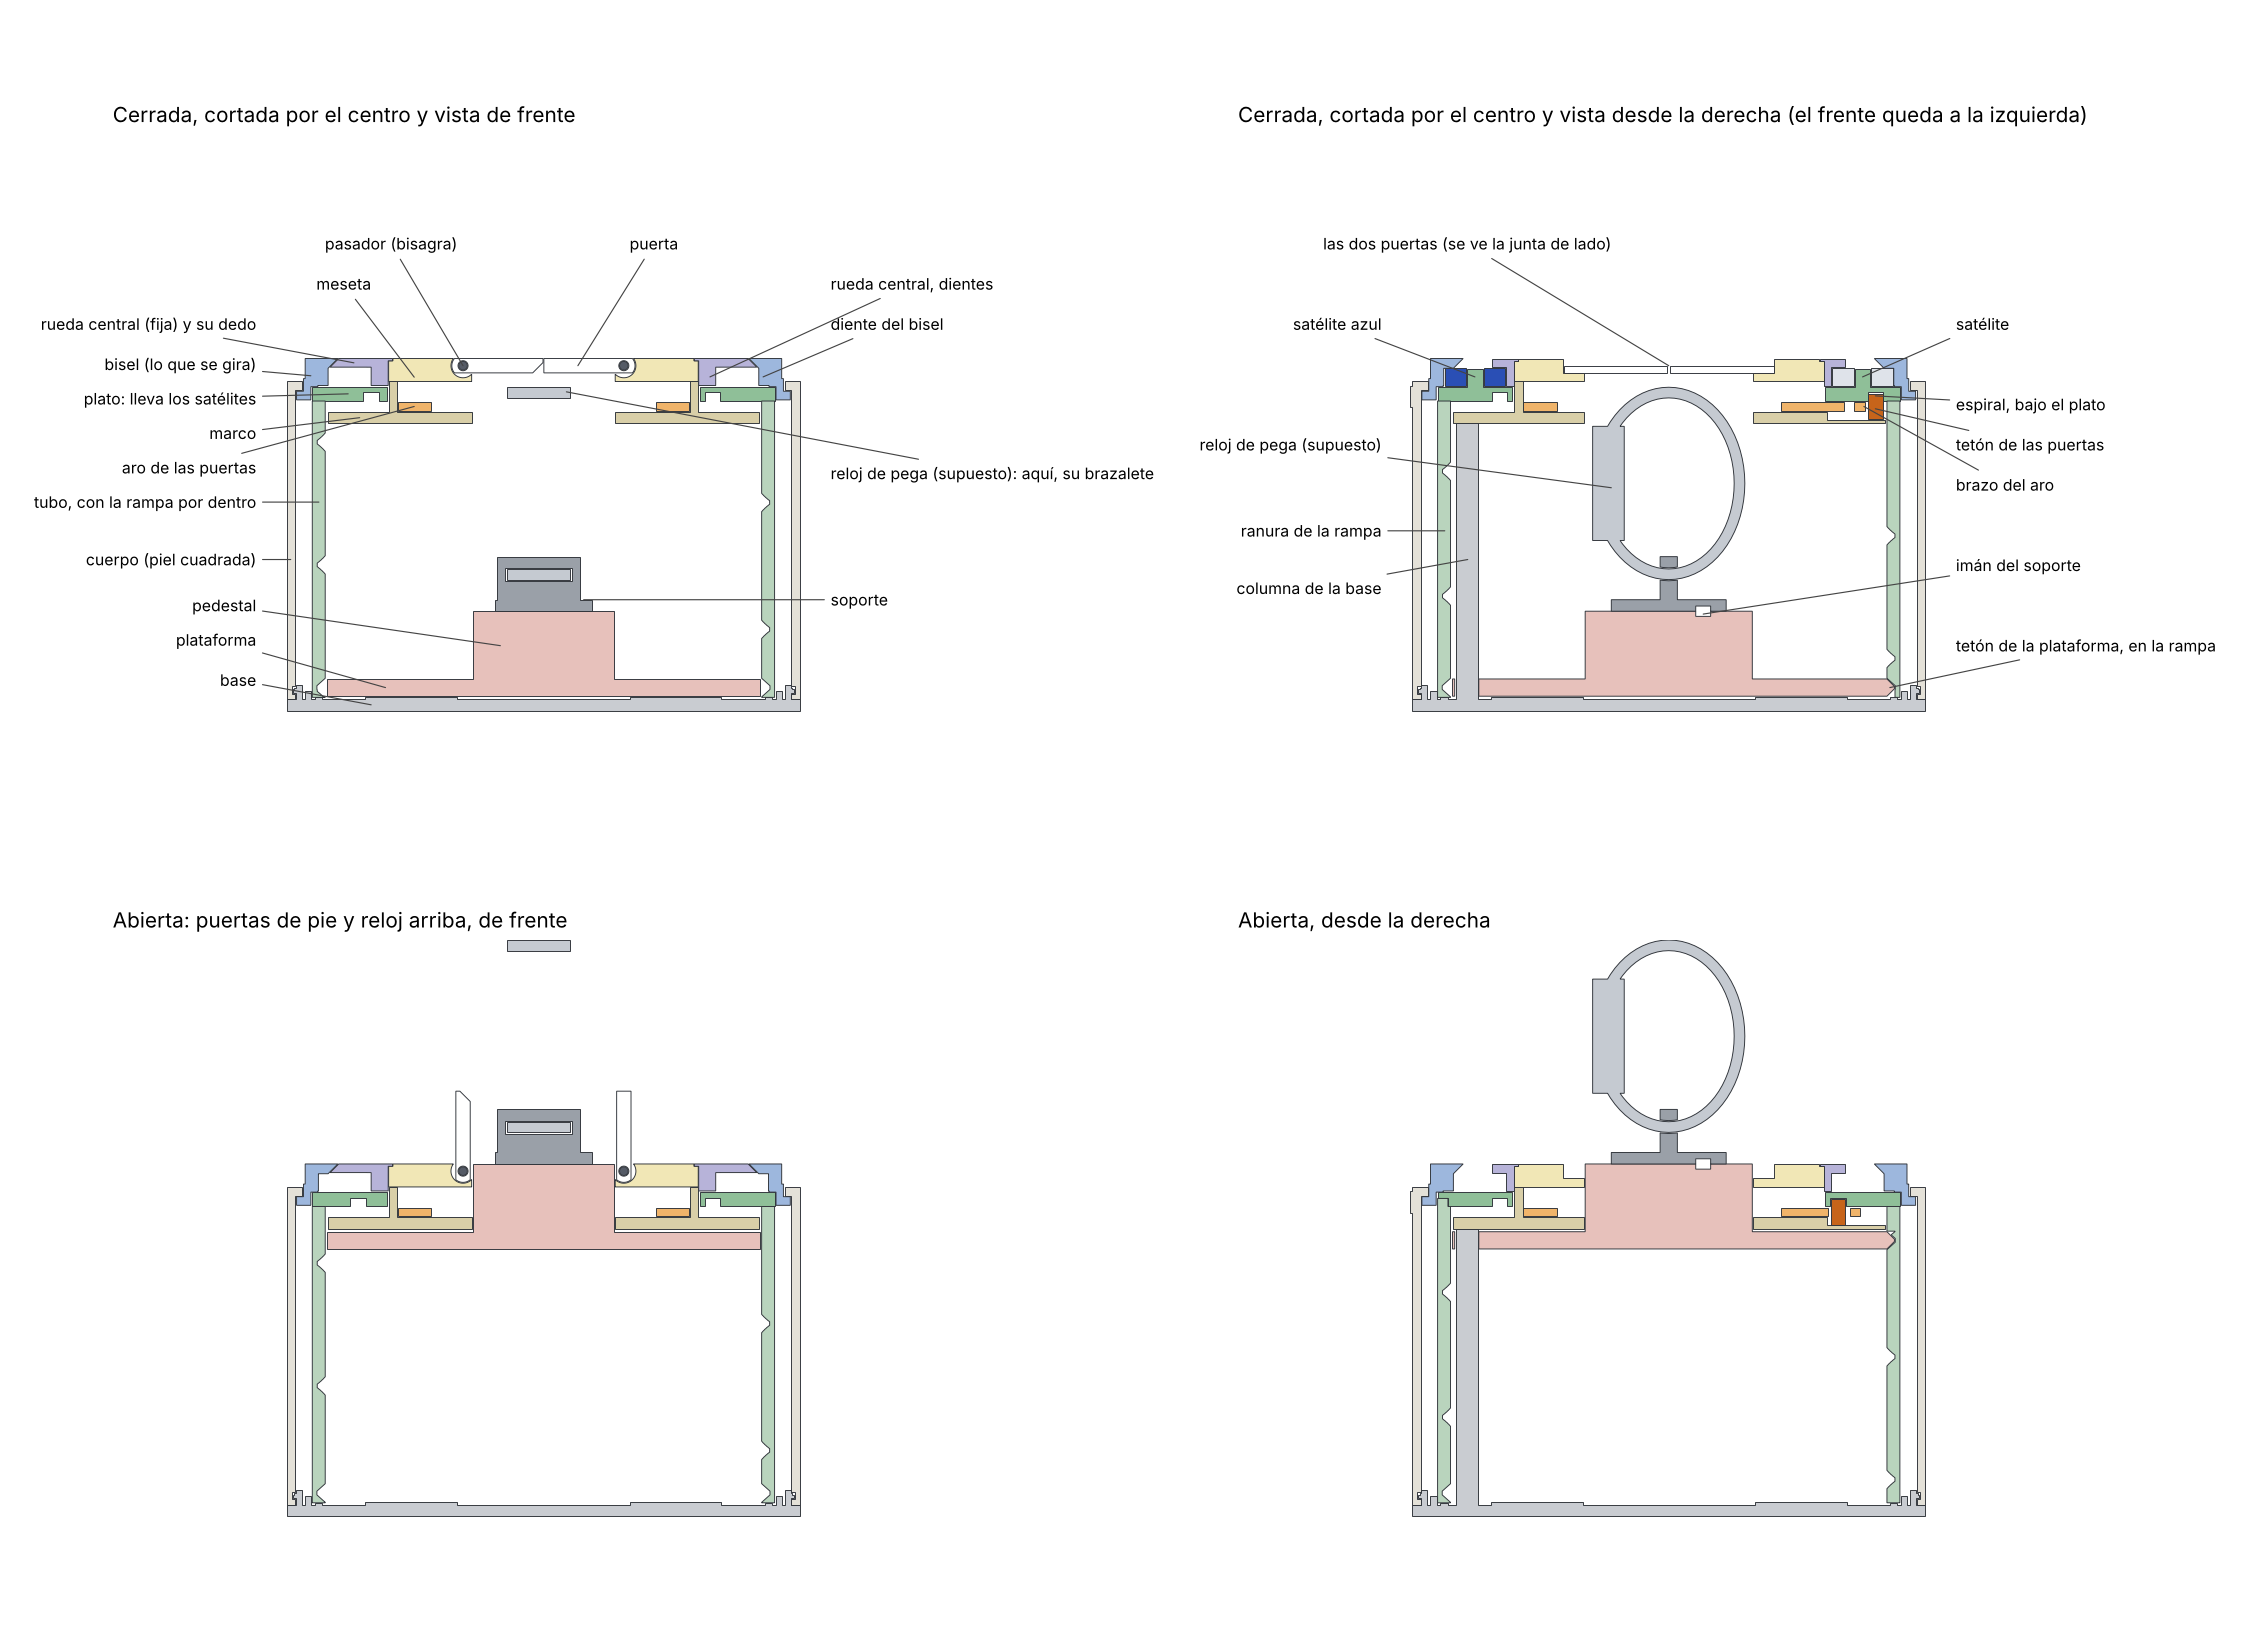 Cerrada, cortada por el centro y vista de frente
pasador (bisagra)
puerta
meseta
rueda central, dientes
rueda central (fija) y su dedo
diente del bisel
bisel (lo que se gira)
plato: lleva los satélites
marco
aro de las puertas
reloj de pega (supuesto): aquí, su brazalete
tubo, con la rampa por dentro
cuerpo (piel cuadrada)
pedestal
soporte
plataforma
base
Cerrada, cortada por el centro y vista desde la derecha (el frente queda a la izquierda)
las dos puertas (se ve la junta de lado)
satélite azul
satélite
espiral, bajo el plato
reloj de pega (supuesto)
tetón de las puertas
brazo del aro
ranura de la rampa
imán del soporte
columna de la base
tetón de la plataforma, en la rampa
Abierta: puertas de pie y reloj arriba, de frente
Abierta, desde la derecha